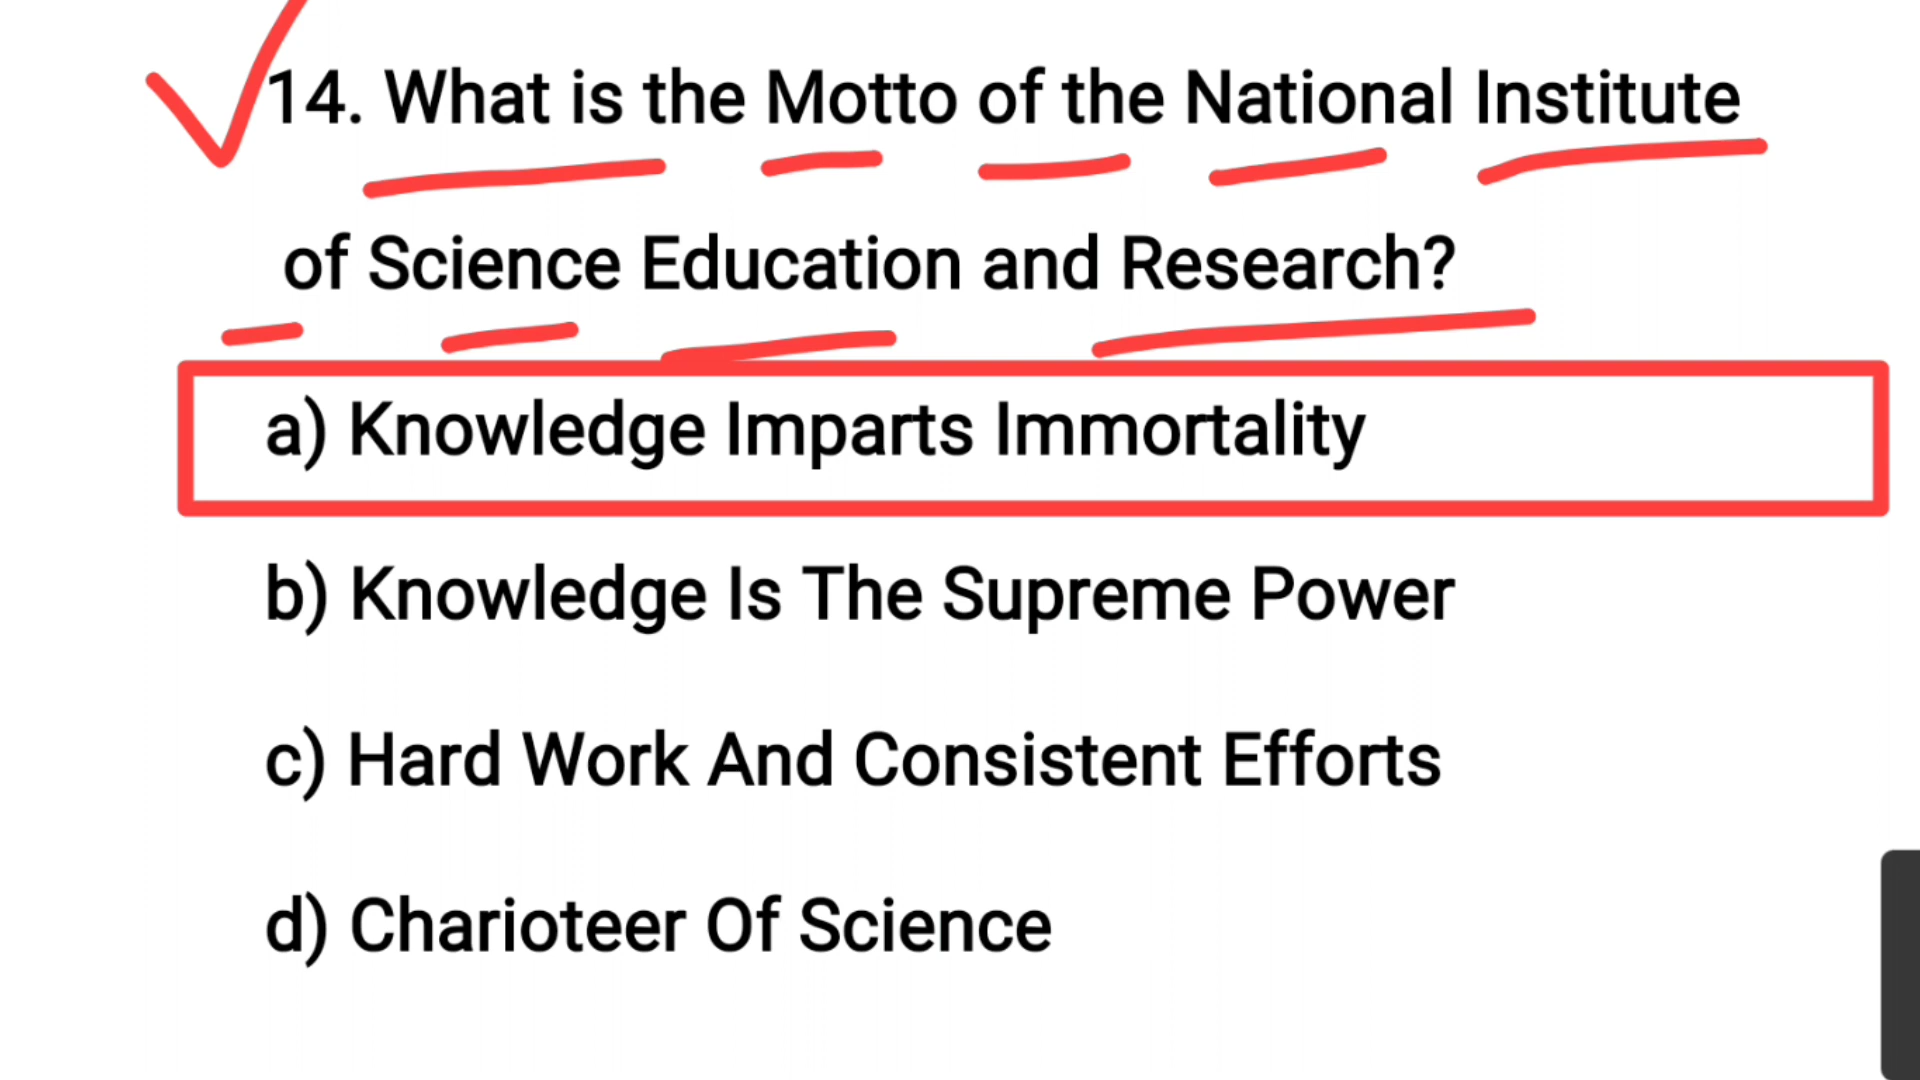 14. What is the Motto of the National Institute
of Science Education and Research?
a) Knowledge Imparts Immortality
b) Knowledge Is The Supreme Power
c) Hard Work And Consistent Efforts
d) Charioteer Of Science